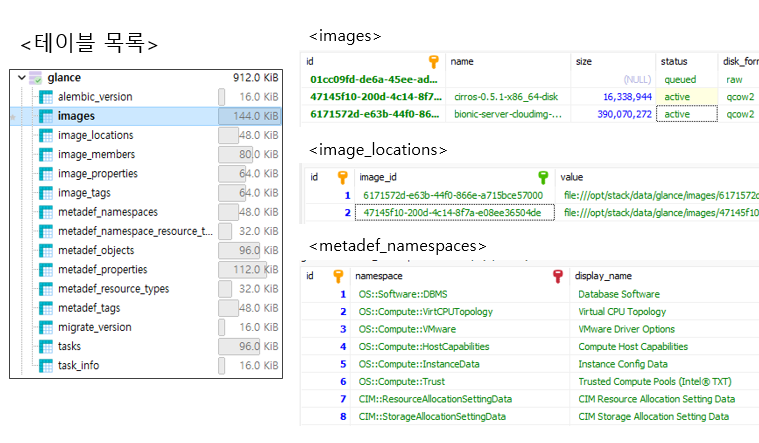 <테이블 목록>
glance 912.0 KiB
alembic_version 16.0 KiB
images 144.0 KiB
image_locations 48.0 KiB
image_members 80.0 KiB
image_properties 64.0 KiB
image_tags 64.0 KiB
metadef_namespaces 48.0 KiB
metadef_namespace_resource_t... 32.0 KiB
metadef_objects 96.0 KiB
metadef_properties 112.0 KiB
metadef_resource_types 32.0 KiB
metadef_tags 48.0 KiB
migrate_version 16.0 KiB
tasks 96.0 KiB
task_info 16.0 KiB
<images>
id name size status disk_form
01cc09fd-de6a-45ee-ad... (NULL) queued raw
47145f10-200d-4c14-8f7... cirros-0.5.1-x86_64-disk 16,338,944 active qcow2
6171572d-e63b-44f0-86... bionic-server-cloudimg-... 390,070,272 active qcow2
<image_locations>
id image_id value
1 6171572d-e63b-44f0-866e-a715bce57000 file:///opt/stack/data/glance/images/6171572d
2 47145f10-200d-4c14-8f7a-e08ee36504de file:///opt/stack/data/glance/images/47145f10
<metadef_namespaces>
id namespace display_name
1 OS::Software::DBMS Database Software
2 OS::Compute::VirtCPUTopology Virtual CPU Topology
3 OS::Compute::VMware VMware Driver Options
4 OS::Compute::HostCapabilities Compute Host Capabilities
5 OS::Compute::InstanceData Instance Config Data
6 OS::Compute::Trust Trusted Compute Pools (Intel® TXT)
7 CIM::ResourceAllocationSettingData CIM Resource Allocation Setting Data
8 CIM::StorageAllocationSettingData CIM Storage Allocation Setting Data